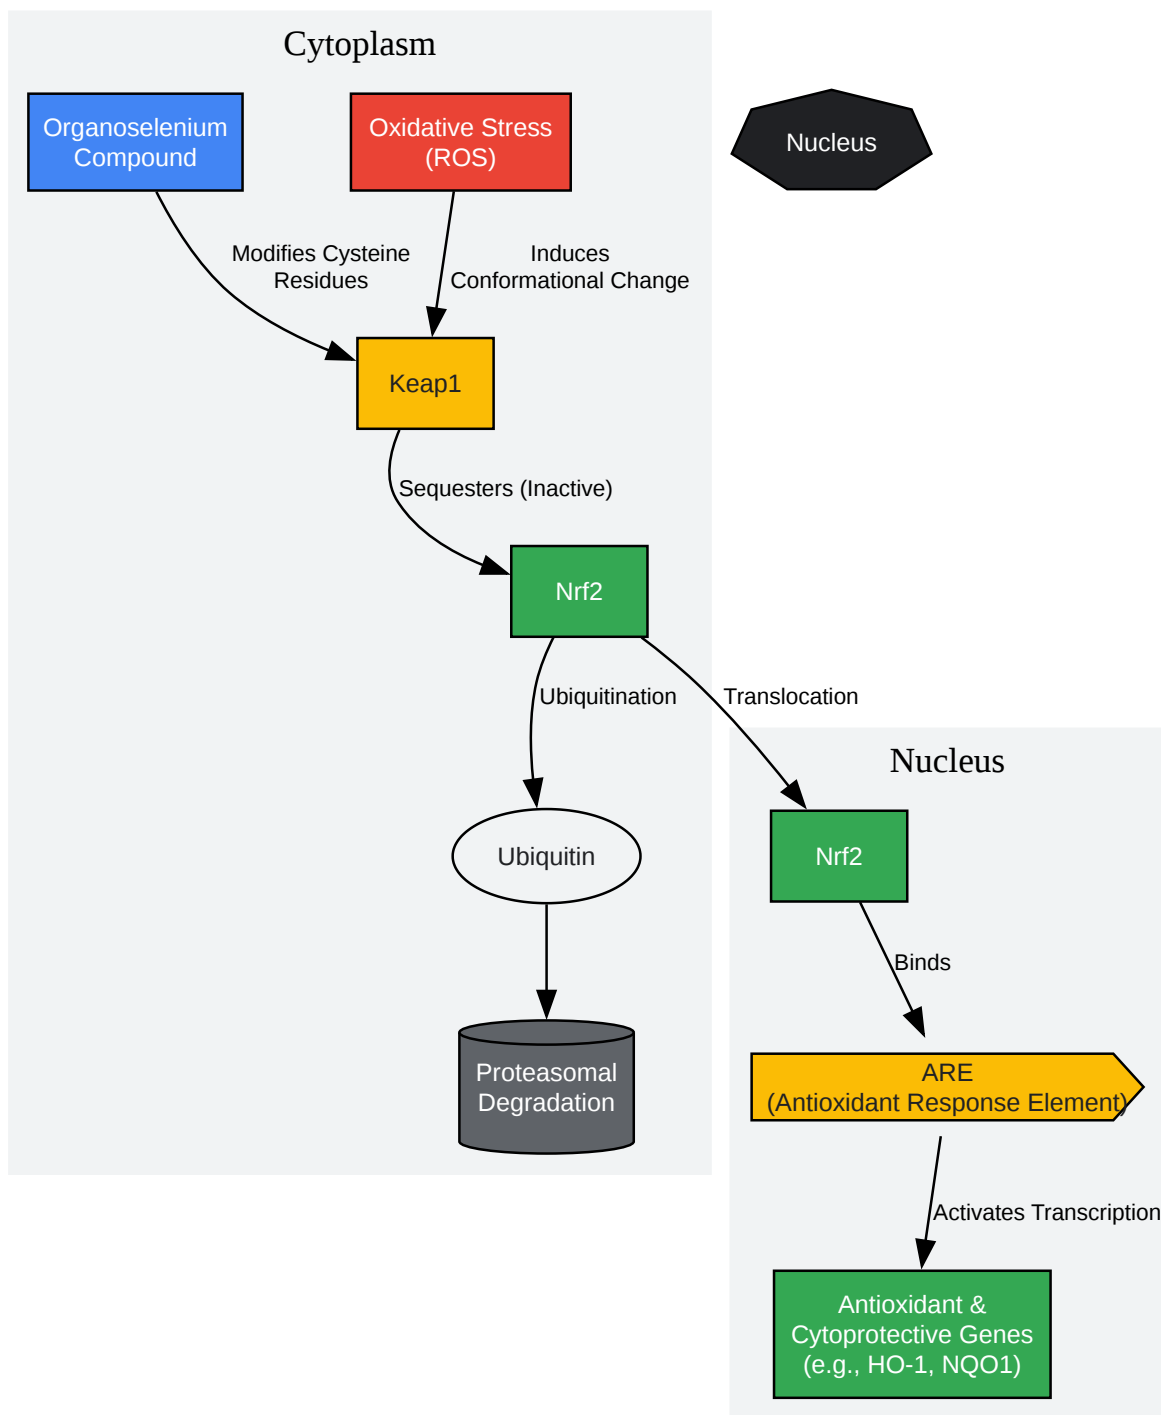 Cytoplasm
Organoselenium
Compound
Oxidative Stress
(ROS)
Nucleus
Modifies Cysteine
Residues
Induces
Conformational Change
Keap1
Sequesters (Inactive)
Nrf2
Ubiquitination
Translocation
Nucleus
Ubiquitin
Nrf2
Binds
Proteasomal
Degradation
ARE
(Antioxidant Response Element)
Activates Transcription
Antioxidant &
Cytoprotective Genes
(e.g., HO-1, NQO1)